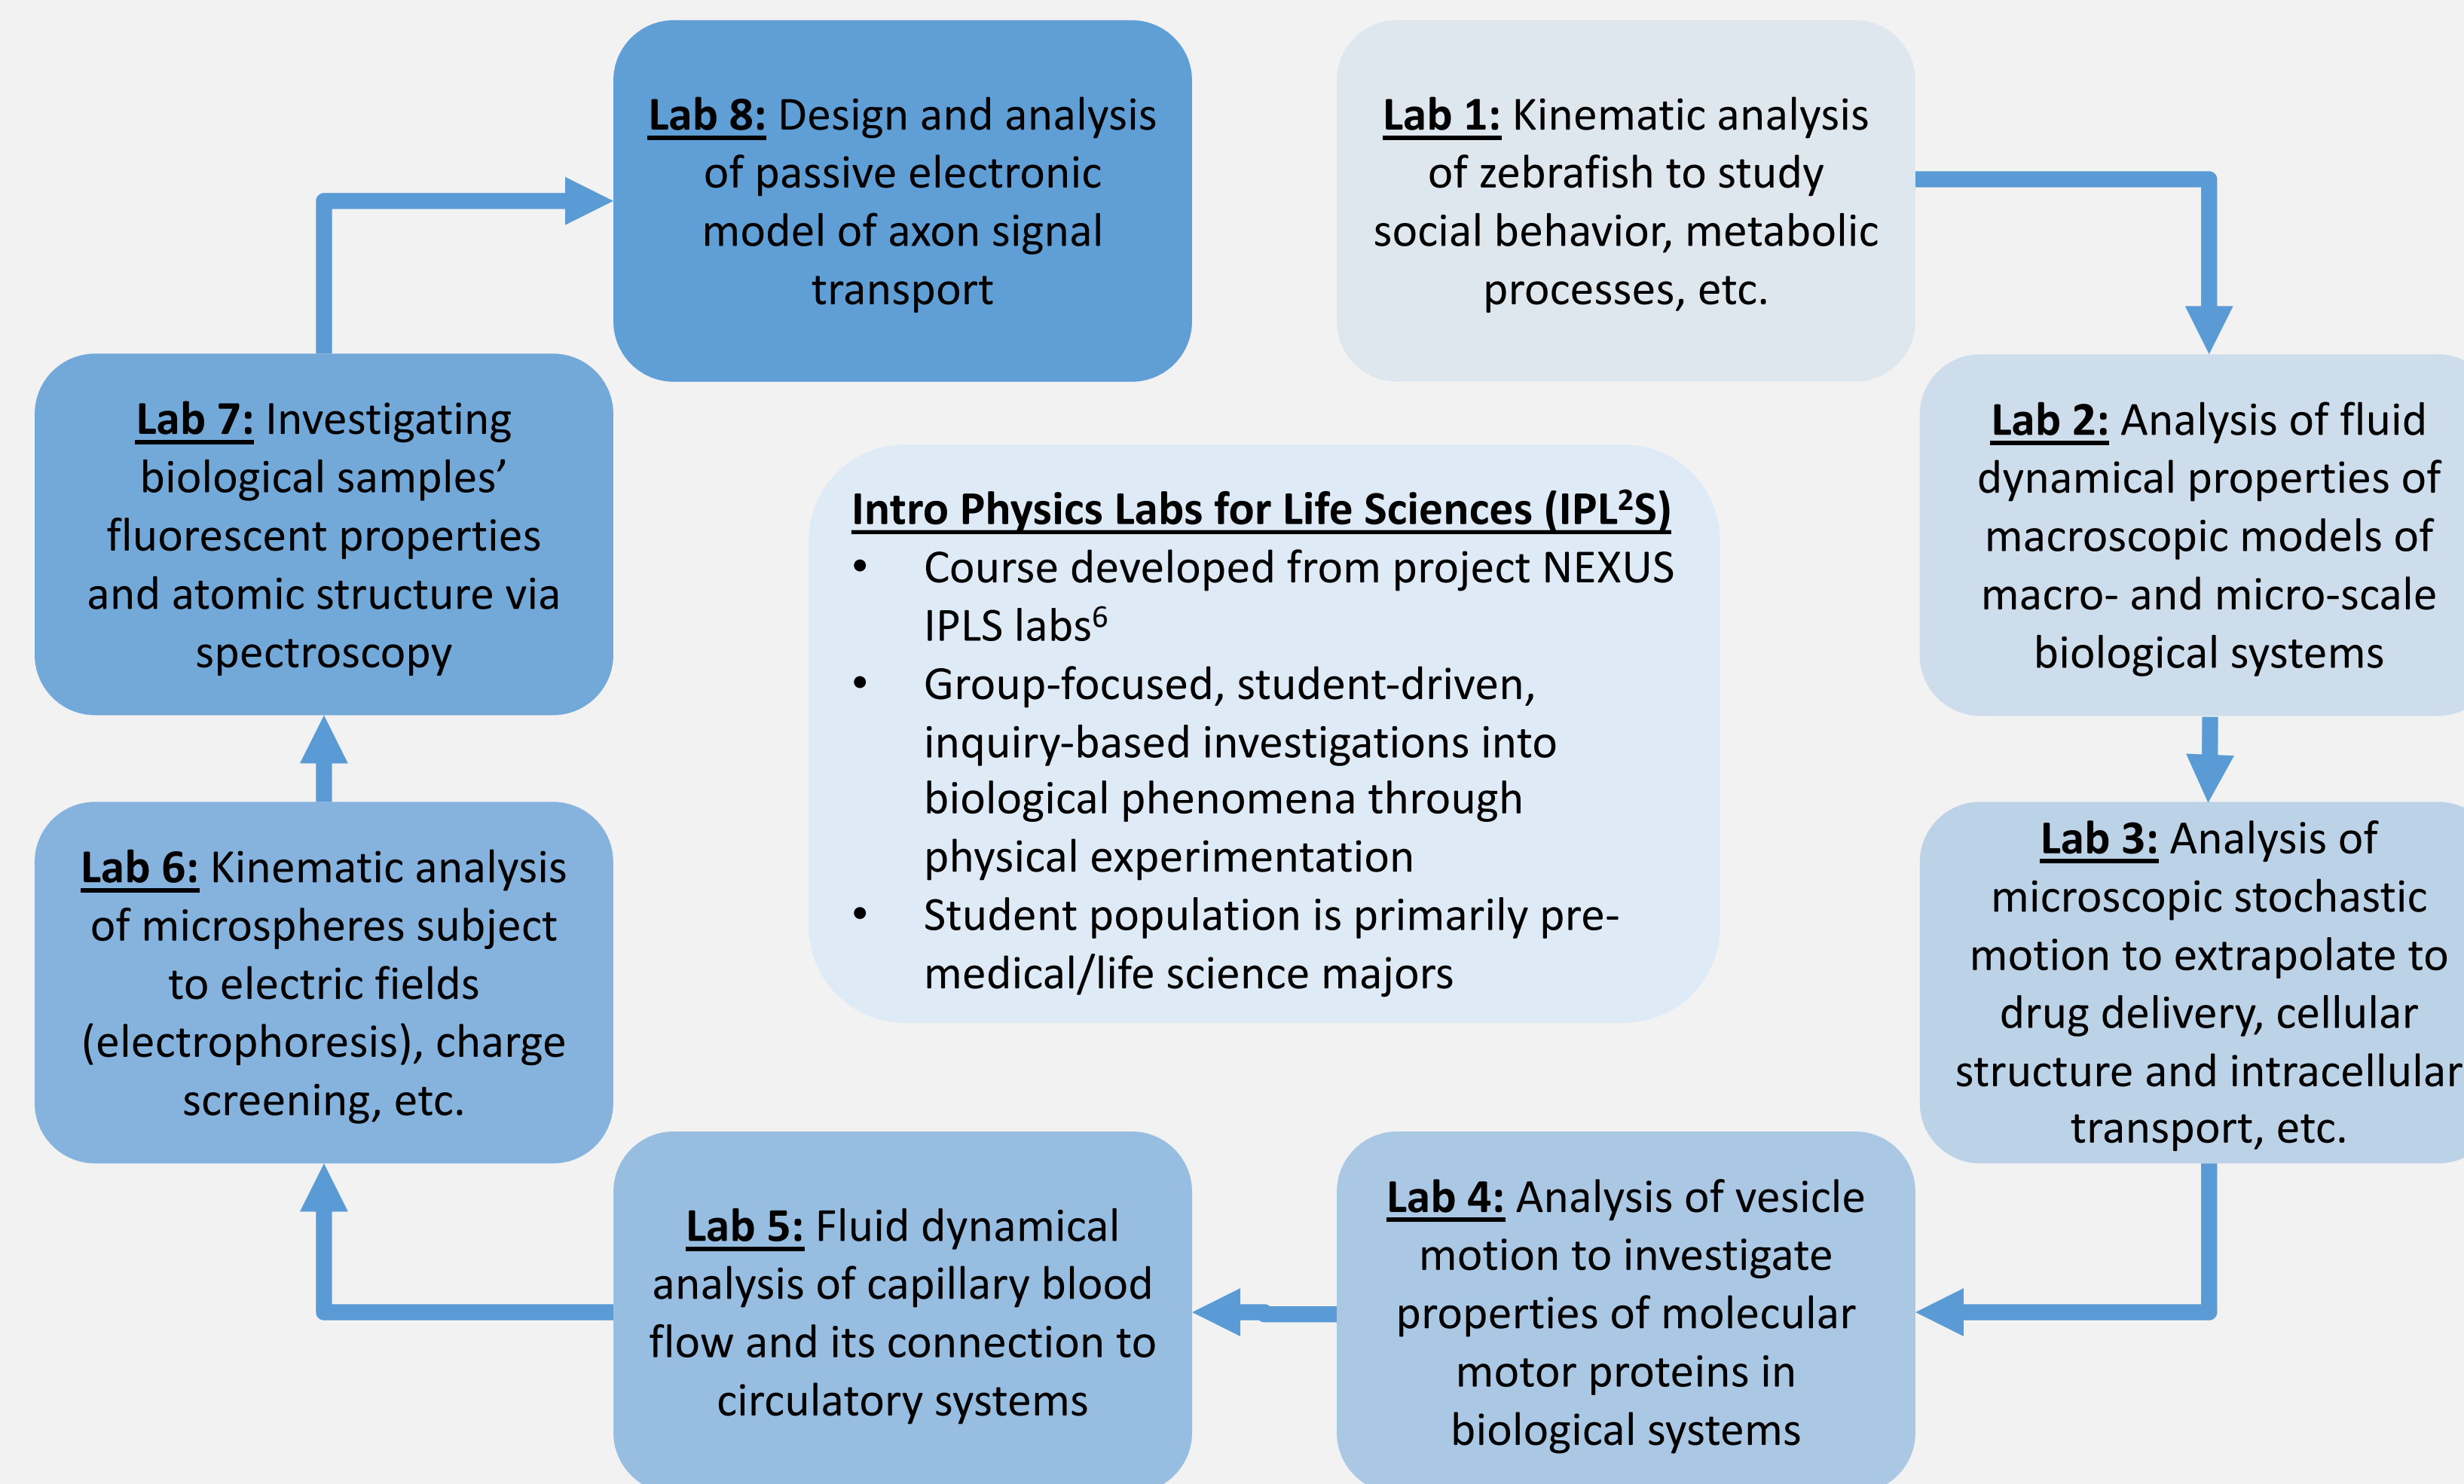 Lab 8: Design and analysis
of passive electronic
model of axon signal
transport
Lab 1: Kinematic analysis
of zebrafish to study
social behavior, metabolic
processes, etc.
Lab 2: Analysis of fluid
dynamical properties of
macroscopic models of
macro- and micro-scale
biological systems
Lab 3: Analysis of
microscopic stochastic
motion to extrapolate to
drug delivery, cellular
structure and intracellular
transport, etc.
Lab 4: Analysis of vesicle
motion to investigate
properties of molecular
motor proteins in
biological systems
Lab 5: Fluid dynamical
analysis of capillary blood
flow and its connection to
circulatory systems
Lab 6: Kinematic analysis
of microspheres subject
to electric fields
(electrophoresis), charge
screening, etc.
Lab 7: Investigating
biological samples’
fluorescent properties
and atomic structure via
spectroscopy
Intro Physics Labs for Life Sciences (IPL²S)
• Course developed from project NEXUS
IPLS labs⁶
• Group-focused, student-driven,
inquiry-based investigations into
biological phenomena through
physical experimentation
• Student population is primarily pre-
medical/life science majors